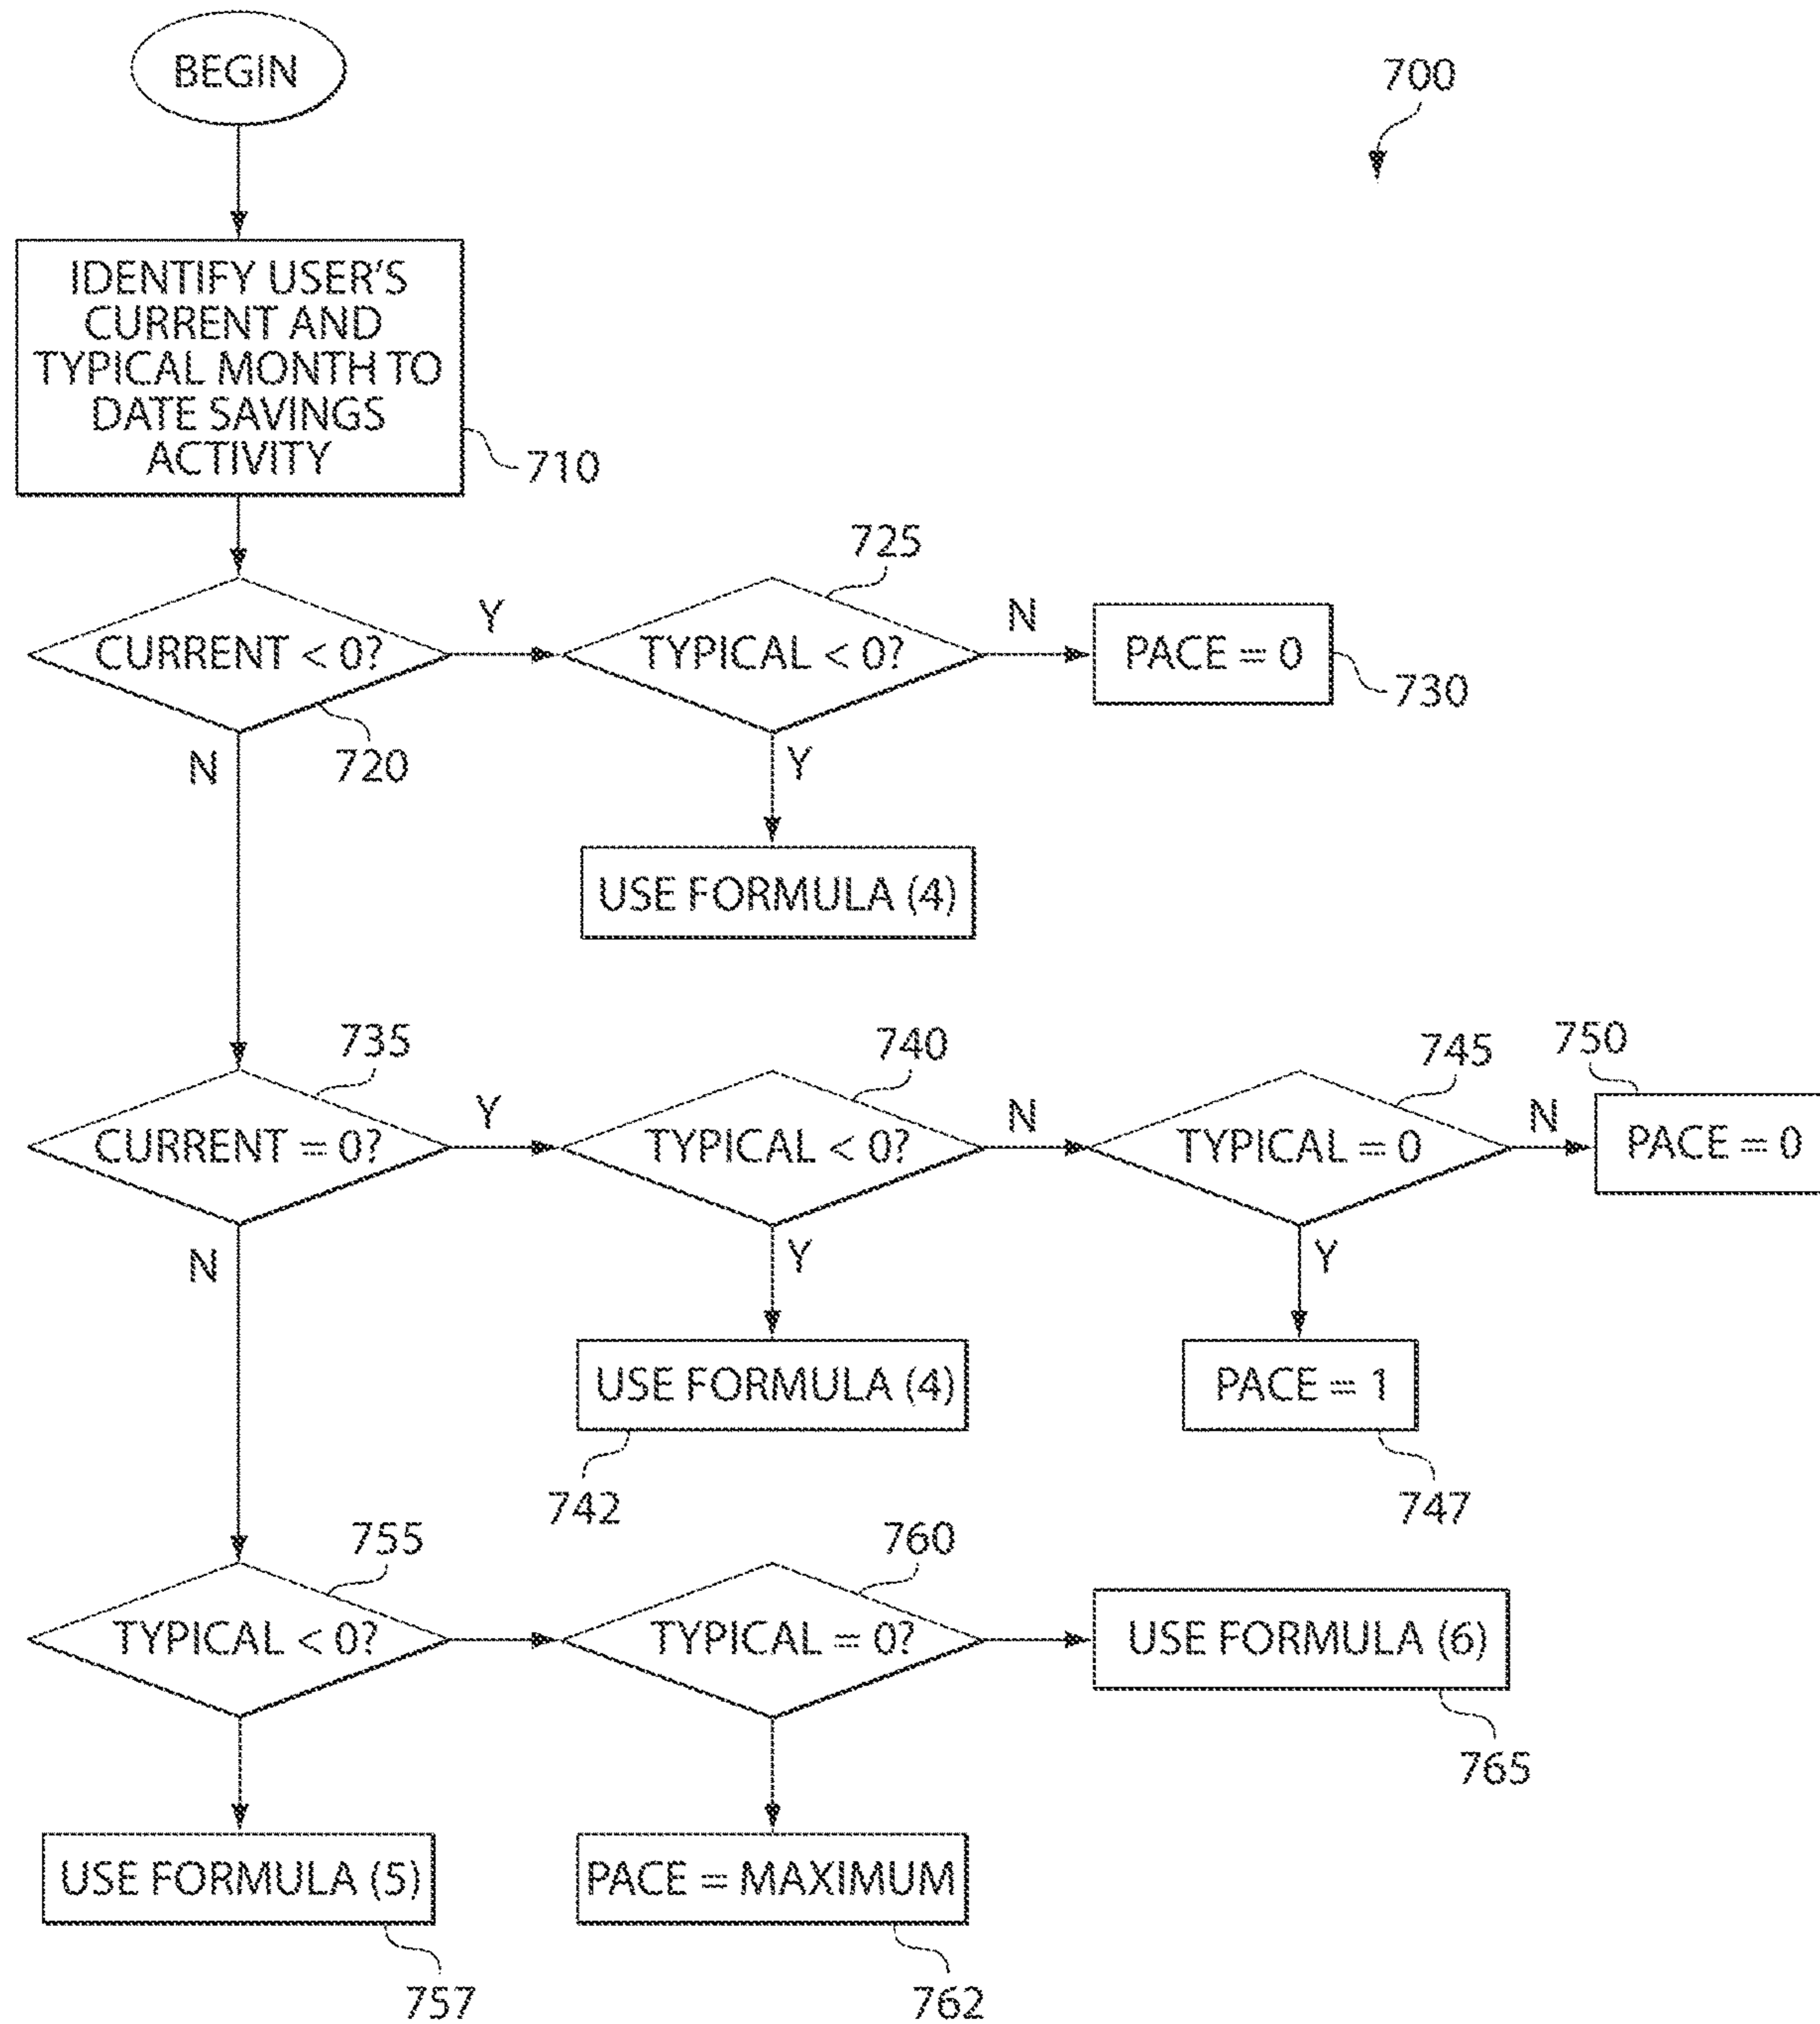 BEGIN
700
IDENTIFY USER'S
CURRENT AND
TYPICAL MONTH TO
DATE SAVINGS
ACTIVITY
710
CURRENT < 0?
720
Y
N
TYPICAL < 0?
725
N
Y
PACE = 0
730
USE FORMULA (4)
CURRENT = 0?
735
Y
N
TYPICAL < 0?
740
N
Y
TYPICAL = 0
745
N
Y
PACE = 0
750
USE FORMULA (4)
742
PACE = 1
747
TYPICAL < 0?
755
TYPICAL = 0?
760
USE FORMULA (6)
765
USE FORMULA (5)
757
PACE = MAXIMUM
762